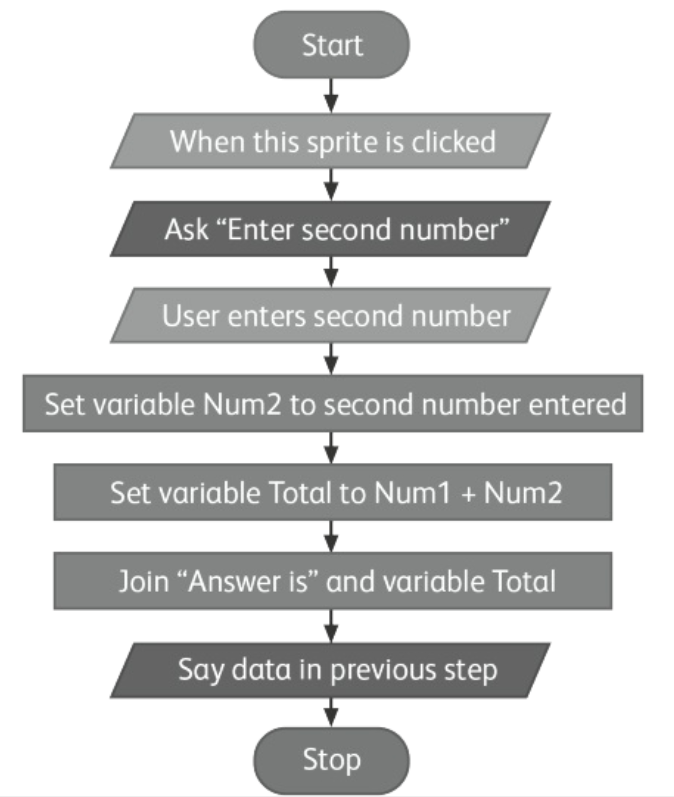 Start
When this sprite is clicked
Ask “Enter second number”
User enters second number
Set variable Num2 to second number entered
Set variable Total to Num1 + Num2
Join “Answer is” and variable Total
Say data in previous step
Stop